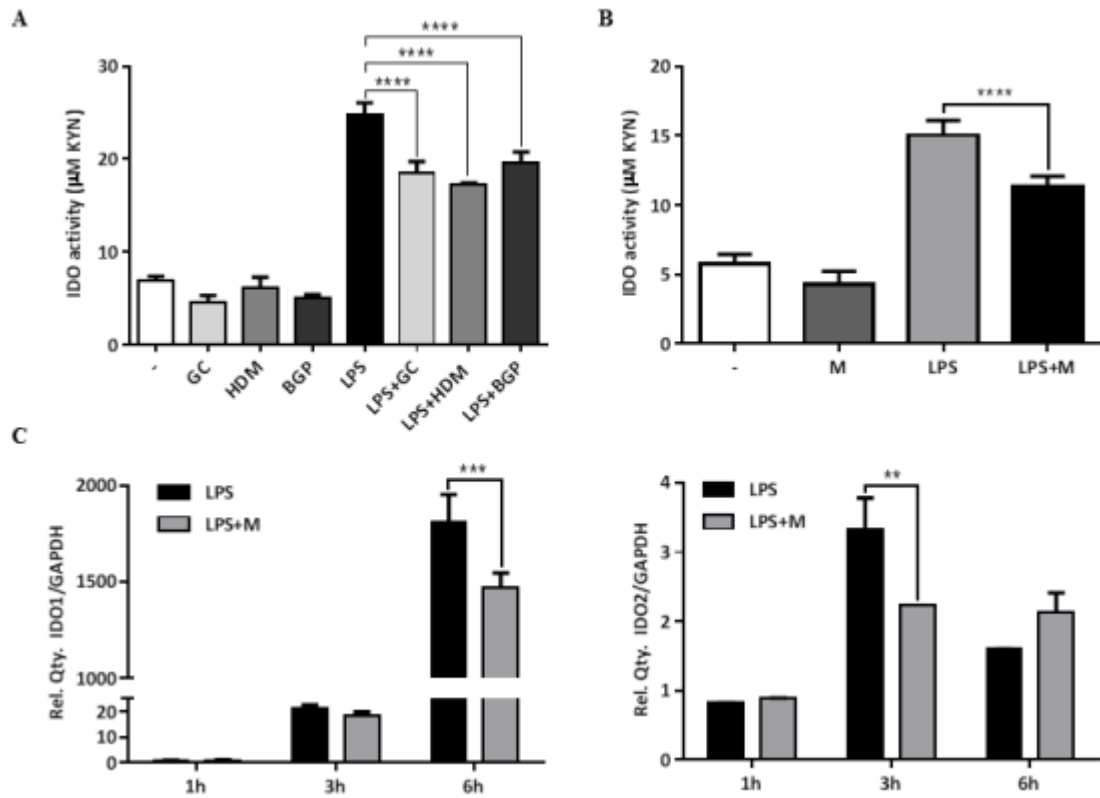 A
B
****
****
****
****
IDO activity (µM KYN)
30
20
10
0
-
GC
HDM
BGP
LPS
LPS+GC
LPS+HDM
LPS+BGP
IDO activity (µM KYN)
20
15
10
5
0
-
M
LPS
LPS+M
C
***
**
Rel. Qty. IDO1/GAPDH
2000
1500
1000
20
10
0
LPS
LPS+M
1h
3h
6h
Rel. Qty. IDO2/GAPDH
4
3
2
1
0
LPS
LPS+M
1h
3h
6h